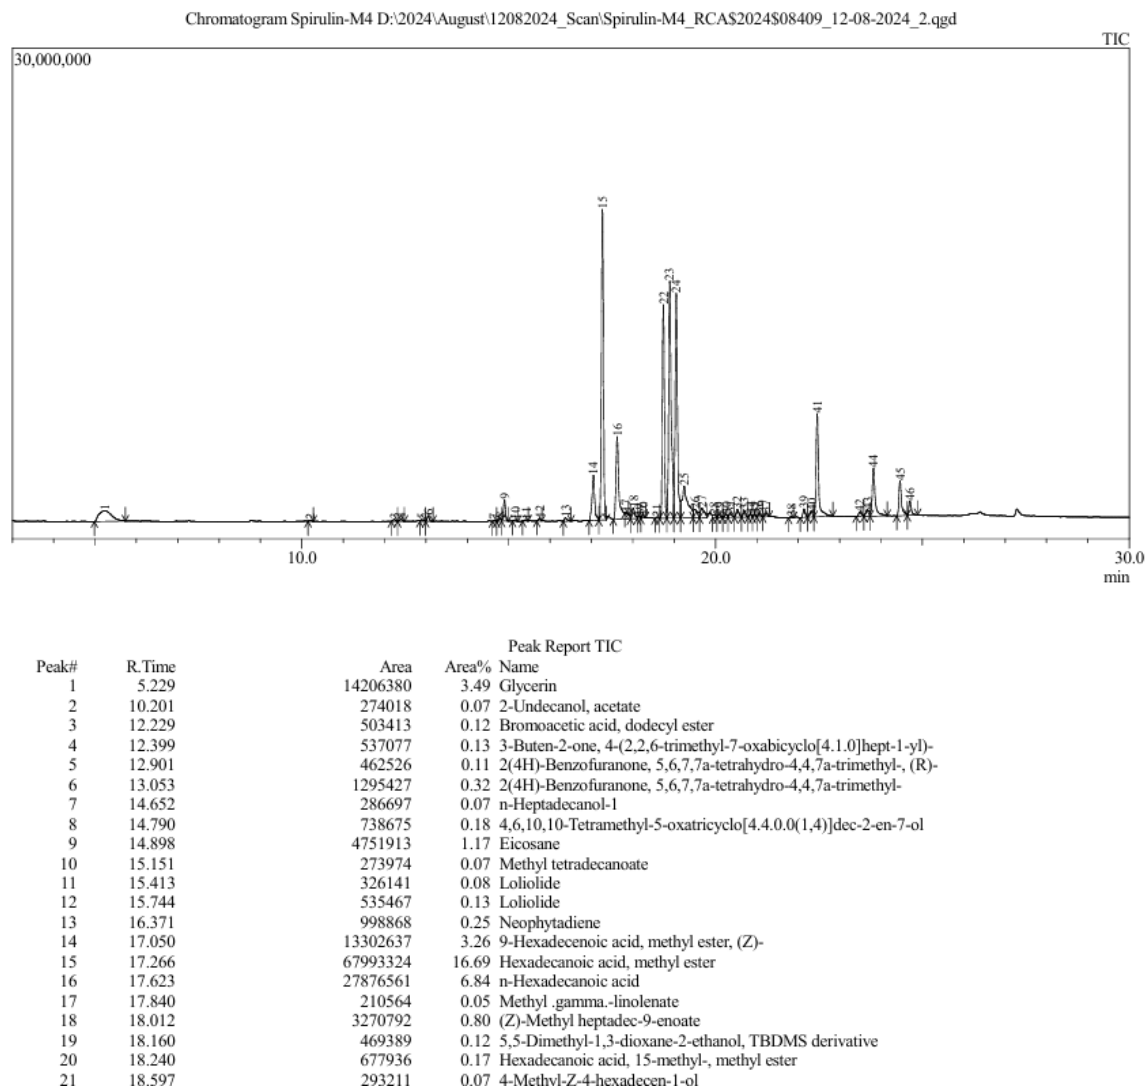 Chromatogram Spirulin-M4 D:\2024\August\12082024_Scan\Spirulin-M4_RCA$2024$08409_12-08-2024_2.qgd
TIC
30,000,000
15
23
24
22
41
16
14
44
45
25
46
9
1
10.0 20.0 30.0
min
Peak Report TIC
Peak# R.Time Area Area% Name
1 5.229 14206380 3.49 Glycerin
2 10.201 274018 0.07 2-Undecanol, acetate
3 12.229 503413 0.12 Bromoacetic acid, dodecyl ester
4 12.399 537077 0.13 3-Buten-2-one, 4-(2,2,6-trimethyl-7-oxabicyclo[4.1.0]hept-1-yl)-
5 12.901 462526 0.11 2(4H)-Benzofuranone, 5,6,7,7a-tetrahydro-4,4,7a-trimethyl-, (R)-
6 13.053 1295427 0.32 2(4H)-Benzofuranone, 5,6,7,7a-tetrahydro-4,4,7a-trimethyl-
7 14.652 286697 0.07 n-Heptadecanol-1
8 14.790 738675 0.18 4,6,10,10-Tetramethyl-5-oxatricyclo[4.4.0.0(1,4)]dec-2-en-7-ol
9 14.898 4751913 1.17 Eicosane
10 15.151 273974 0.07 Methyl tetradecanoate
11 15.413 326141 0.08 Loliolide
12 15.744 535467 0.13 Loliolide
13 16.371 998868 0.25 Neophytadiene
14 17.050 13302637 3.26 9-Hexadecenoic acid, methyl ester, (Z)-
15 17.266 67993324 16.69 Hexadecanoic acid, methyl ester
16 17.623 27876561 6.84 n-Hexadecanoic acid
17 17.840 210564 0.05 Methyl .gamma.-linolenate
18 18.012 3270792 0.80 (Z)-Methyl heptadec-9-enoate
19 18.160 469389 0.12 5,5-Dimethyl-1,3-dioxane-2-ethanol, TBDMS derivative
20 18.240 677936 0.17 Hexadecanoic acid, 15-methyl-, methyl ester
21 18.597 293211 0.07 4-Methyl-Z-4-hexadecen-1-ol